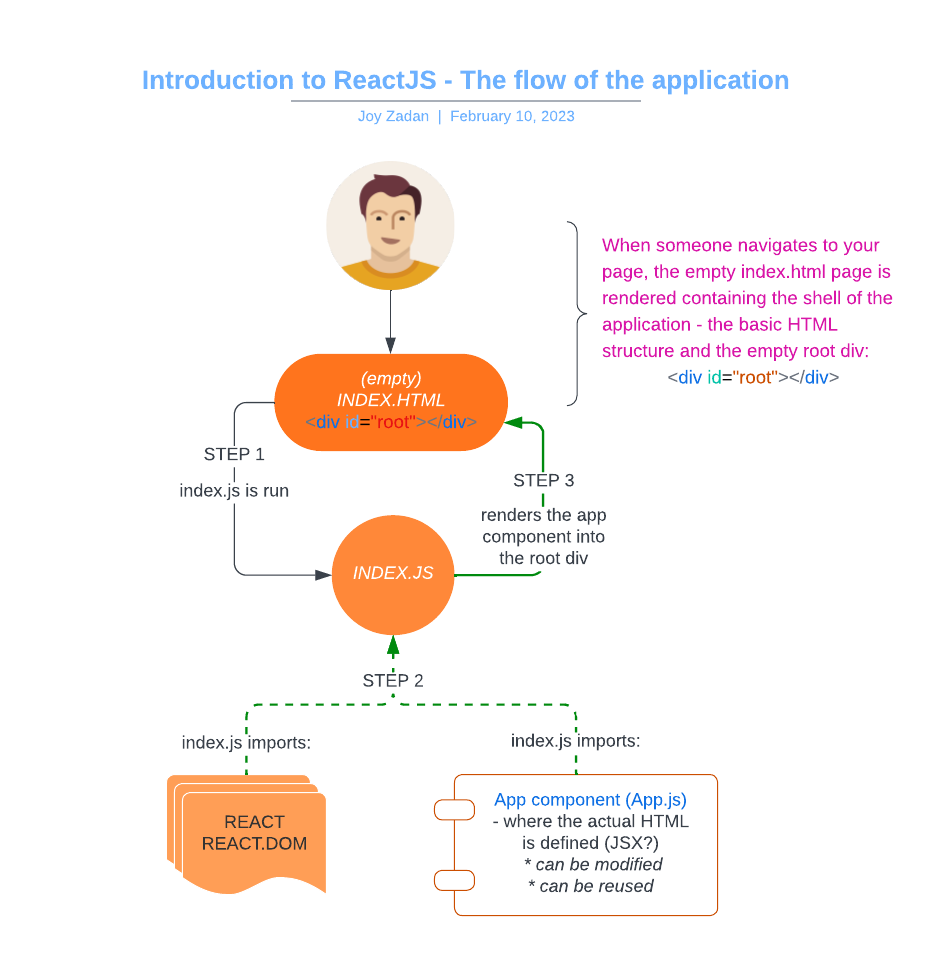 Introduction to ReactJS - The flow of the application
Joy Zadan | February 10, 2023
When someone navigates to your
page, the empty index.html page is
rendered containing the shell of the
application - the basic HTML
structure and the empty root div:
<div id="root"></div>
(empty)
INDEX.HTML
<div id="root"></div>
STEP 1
index.js is run
STEP 3
renders the app
component into
the root div
INDEX.JS
STEP 2
index.js imports:
index.js imports:
REACT
REACT.DOM
App component (App.js)
- where the actual HTML
is defined (JSX?)
* can be modified
* can be reused